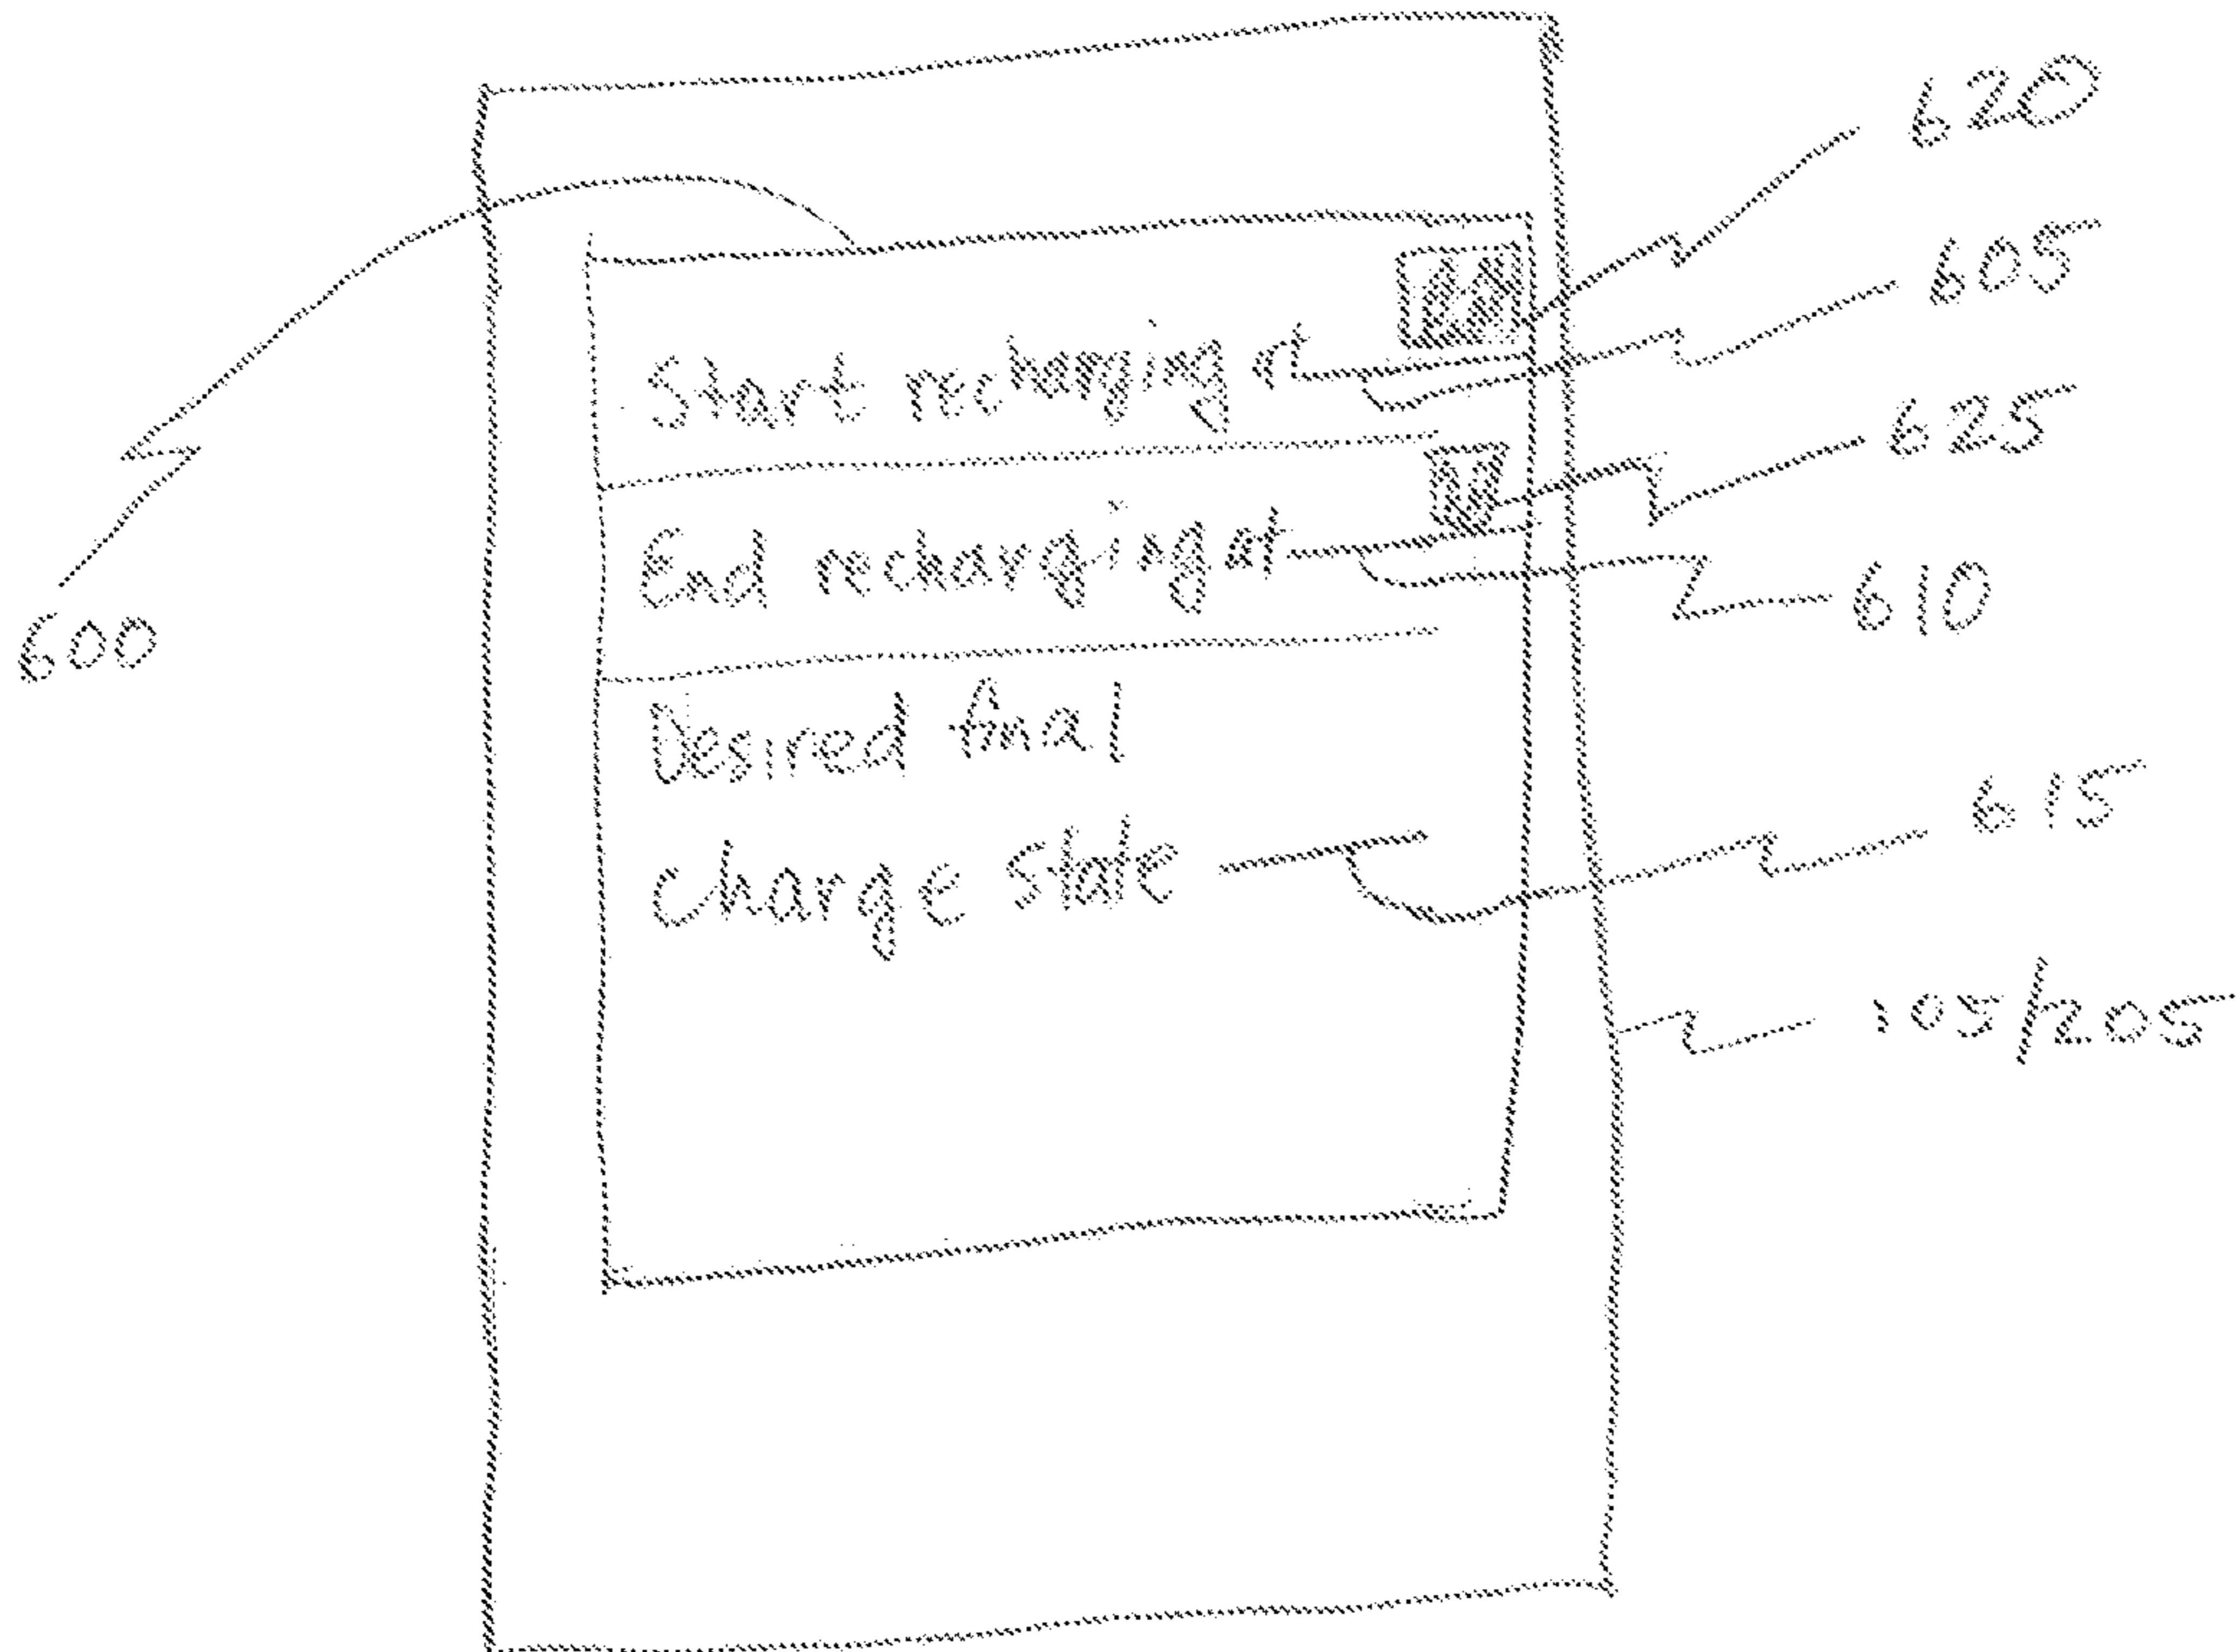 620
605
Start recharging at
625
End recharging at
610
600
Desired final
615
charge state
105/205